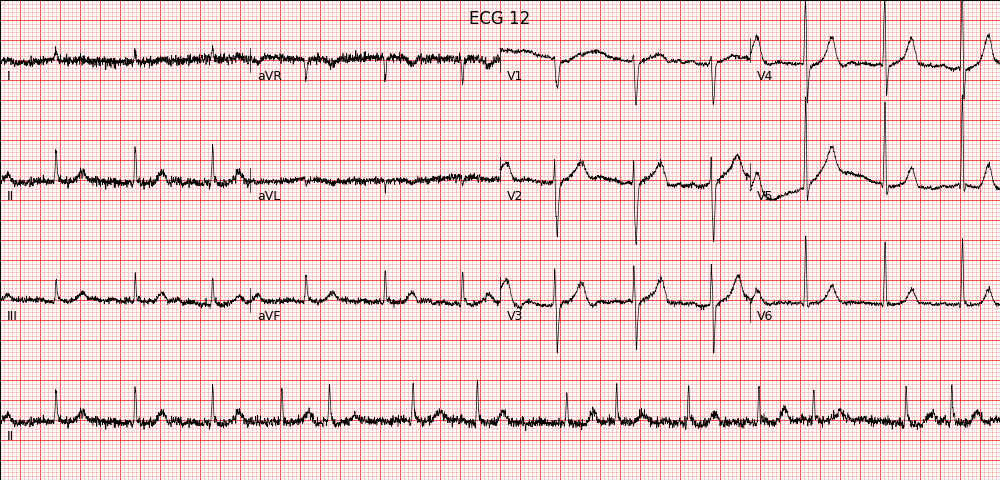 ECG 12
I aVR V1 V4
II aVL V2 V5
III aVF V3 V6
II